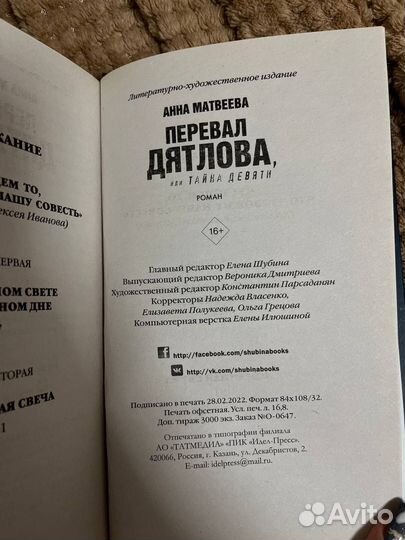 КАНИЕ
ЕМ ТО,
НАШУ СОВЕСТЬ»
ексея Иванова)
ЕРВАЯ
НОМ СВЕТЕ
НОМ ДНЕ
ТОРАЯ
АЯ СВЕЧА
1
Литературно-художественное издание
АННА МАТВЕЕВА
ПЕРЕВАЛ
ДЯТЛОВА,
ИЛИ ТАЙНА ДЕВЯТИ
РОМАН
16+
Главный редактор Елена Шубина
Выпускающий редактор Вероника Дмитриева
Художественный редактор Константин Парсаданян
Корректоры Надежда Власенко,
Елизавета Полукеева, Ольга Грецова
Компьютерная верстка Елены Илюшиной
http://facebook.com/shubinabooks
http://vk.com/shubinabooks
Подписано в печать 28.02.2022. Формат 84х108/32.
Печать офсетная. Усл. печ. л. 16,8.
Доп. тираж 3000 экз. Заказ №О-0647.
Отпечатано в типографии филиала
АО «ТАТМЕДИА» «ПИК «Идел-Пресс».
420066, Россия, г. Казань, ул. Декабристов, 2.
E-mail: idelpress@mail.ru
Avito